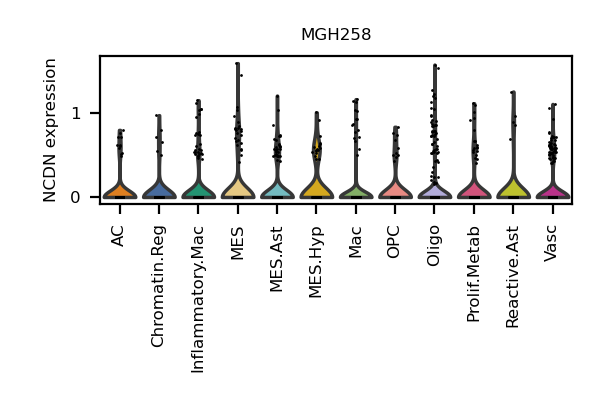 MGH258
NCDN expression
1
0
AC
Chromatin.Reg
Inflammatory.Mac
MES
MES.Ast
MES.Hyp
Mac
OPC
Oligo
Prolif.Metab
Reactive.Ast
Vasc